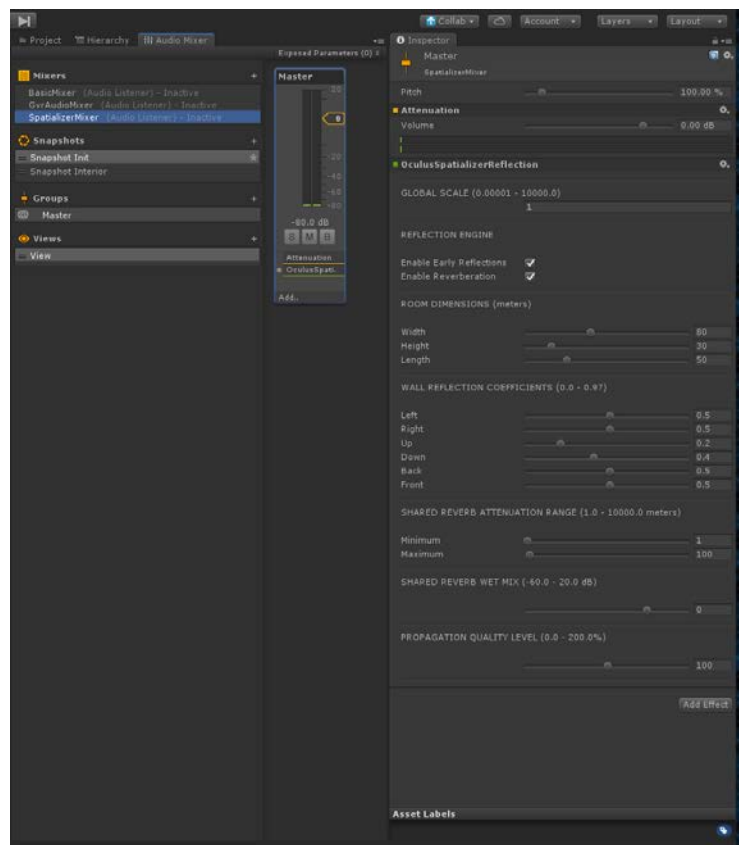 Collab
Account
Layers
Layout
Project
Hierarchy
Audio Mixer
Exposed Parameters (0)
Mixers
+
BasicMixer (Audio Listener) - Inactive
GvrAudioMixer (Audio Listener) - Inactive
SpatializerMixer (Audio Listener) - Inactive
Snapshots
+
Snapshot Init
Snapshot Interior
Groups
+
Master
Views
+
View
Master
20
0
-20
-40
-60
-80
-80.0 dB
S M B
Attenuation
OculusSpati..
Add..
Inspector
Master
SpatializerMixer
Pitch 100.00 %
Attenuation
Volume 0.00 dB
OculusSpatializerReflection
GLOBAL SCALE (0.00001 - 10000.0)
1
REFLECTION ENGINE
Enable Early Reflections
Enable Reverberation
ROOM DIMENSIONS (meters)
Width 80
Height 30
Length 50
WALL REFLECTION COEFFICIENTS (0.0 - 0.97)
Left 0.5
Right 0.5
Up 0.2
Down 0.4
Back 0.5
Front 0.5
SHARED REVERB ATTENUATION RANGE (1.0 - 10000.0 meters)
Minimum 1
Maximum 100
SHARED REVERB WET MIX (-60.0 - 20.0 dB)
0
PROPAGATION QUALITY LEVEL (0.0 - 200.0%)
100
Add Effect
Asset Labels